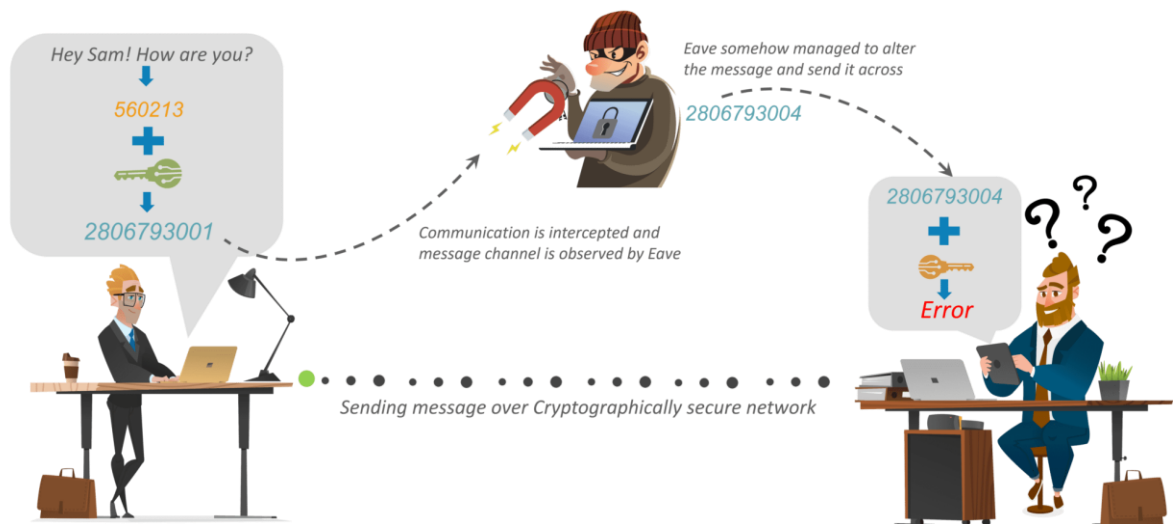 Hey Sam! How are you?
560213
2806793001
Eave somehow managed to alter
the message and send it across
2806793004
Communication is intercepted and
message channel is observed by Eave
2806793004
Error
? ? ?
Sending message over Cryptographically secure network